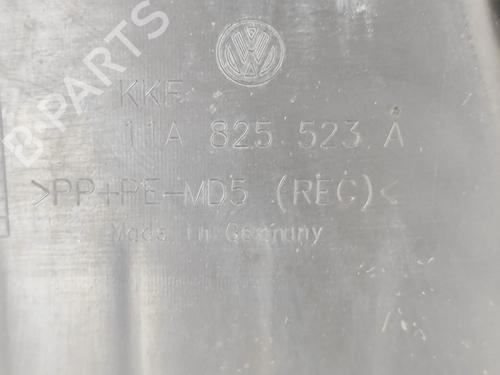 B-PARTS
KKF
11A 825 523 A
>PP+PE-MD5 (REC)<
Made in Germany